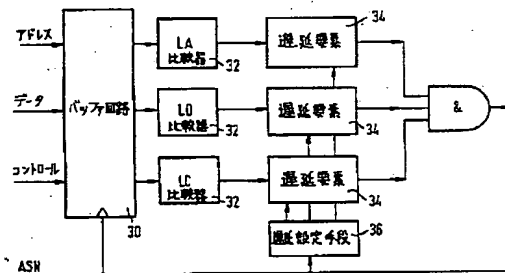 アドレス
データ
コントロール
ASN
バッファ回路
30
LA
比較器
32
LD
比較器
32
LC
比較器
32
遅延要素
34
遅延要素
34
遅延要素
34
遅延設定手段
36
&